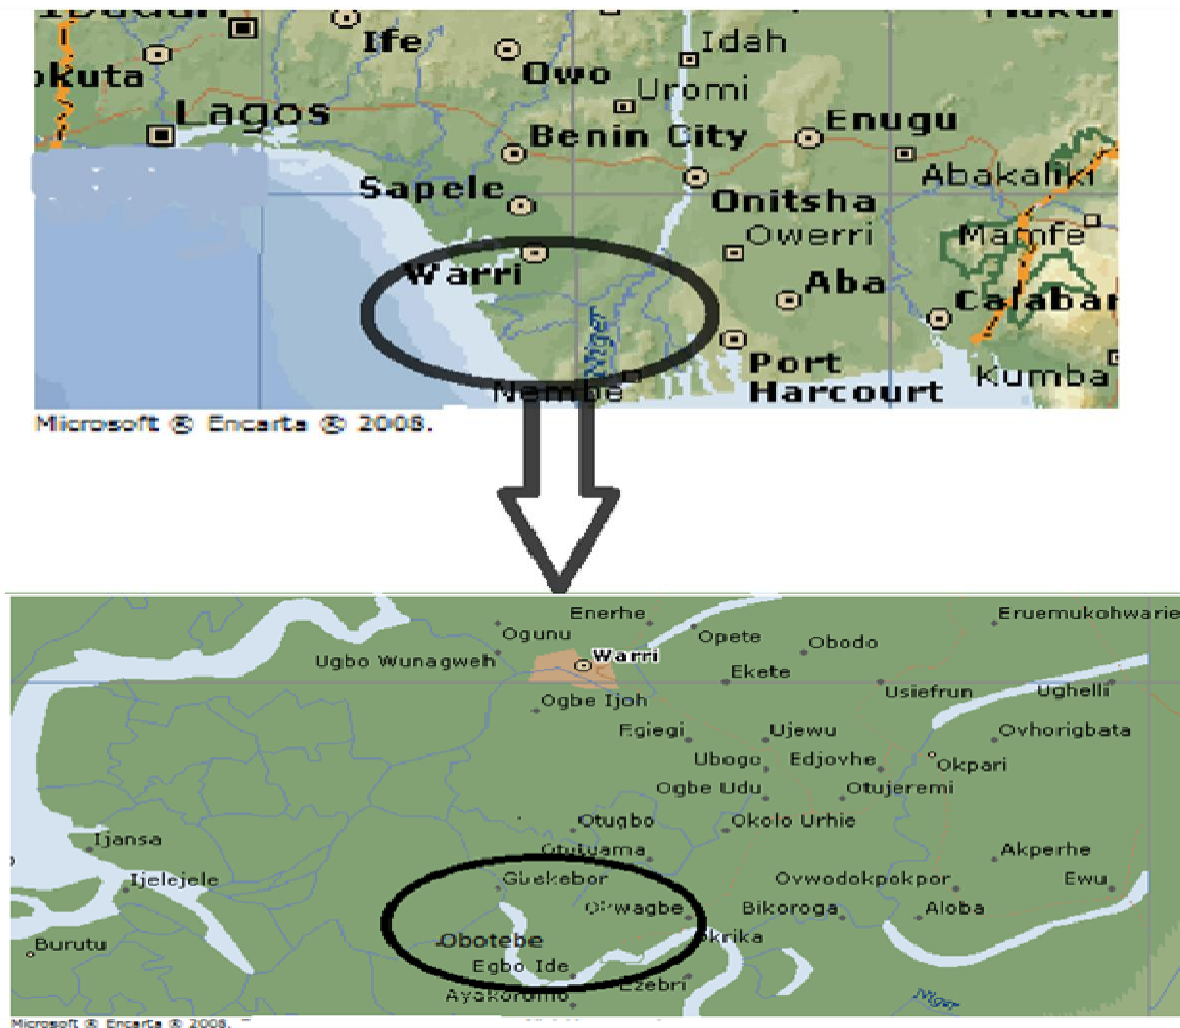 Ife
Idah
okuta
Owo
Uromi
Lagos
Benin City
Enugu
Abakaliki
Sapele
Onitsha
Owerri
Mamfe
Warri
Aba
Calabar
Niger
Port
Harcourt
Nembe
Kumba
Microsoft ® Encarta ® 2008.
Enerhe
Eruemukohwarie
Ogunu
Opete
Obodo
Ugbo Wunagweh
Warri
Ekete
Usiefrun
Ughelli
Ogbe Ijoh
Egiegi
Ujewu
Ovhorigbata
Ubogo
Edjovhe
Okpari
Ogbe Udu
Otujeremi
Otugbo
Okolo Urhie
Ijansa
Otutuama
Akperhe
Ijelejele
Gbekebor
Ovwodokpokpor
Ewu
Okwagbe
Bikoroga
Aloba
Burutu
Obotebe
Okrika
Egbo Ide
Ezebri
Ayakoromo
Niger
Microsoft ® Encarta ® 2008.